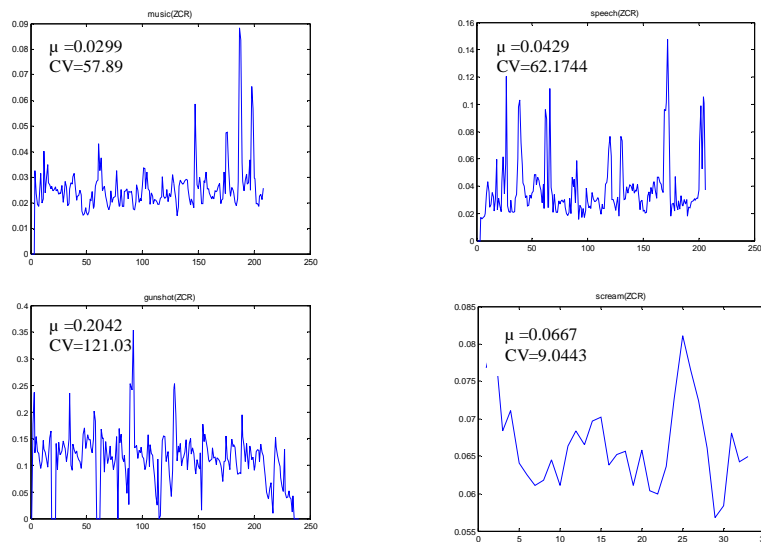 music(ZCR)
μ =0.0299
CV=57.89
0.09
0.08
0.07
0.06
0.05
0.04
0.03
0.02
0.01
0
0 50 100 150 200 250
speech(ZCR)
μ =0.0429
CV=62.1744
0.16
0.14
0.12
0.1
0.08
0.06
0.04
0.02
0
0 50 100 150 200 250
gunshot(ZCR)
μ =0.2042
CV=121.03
0.4
0.35
0.3
0.25
0.2
0.15
0.1
0.05
0
0 50 100 150 200 250
scream(ZCR)
μ =0.0667
CV=9.0443
0.085
0.08
0.075
0.07
0.065
0.06
0.055
0 5 10 15 20 25 30